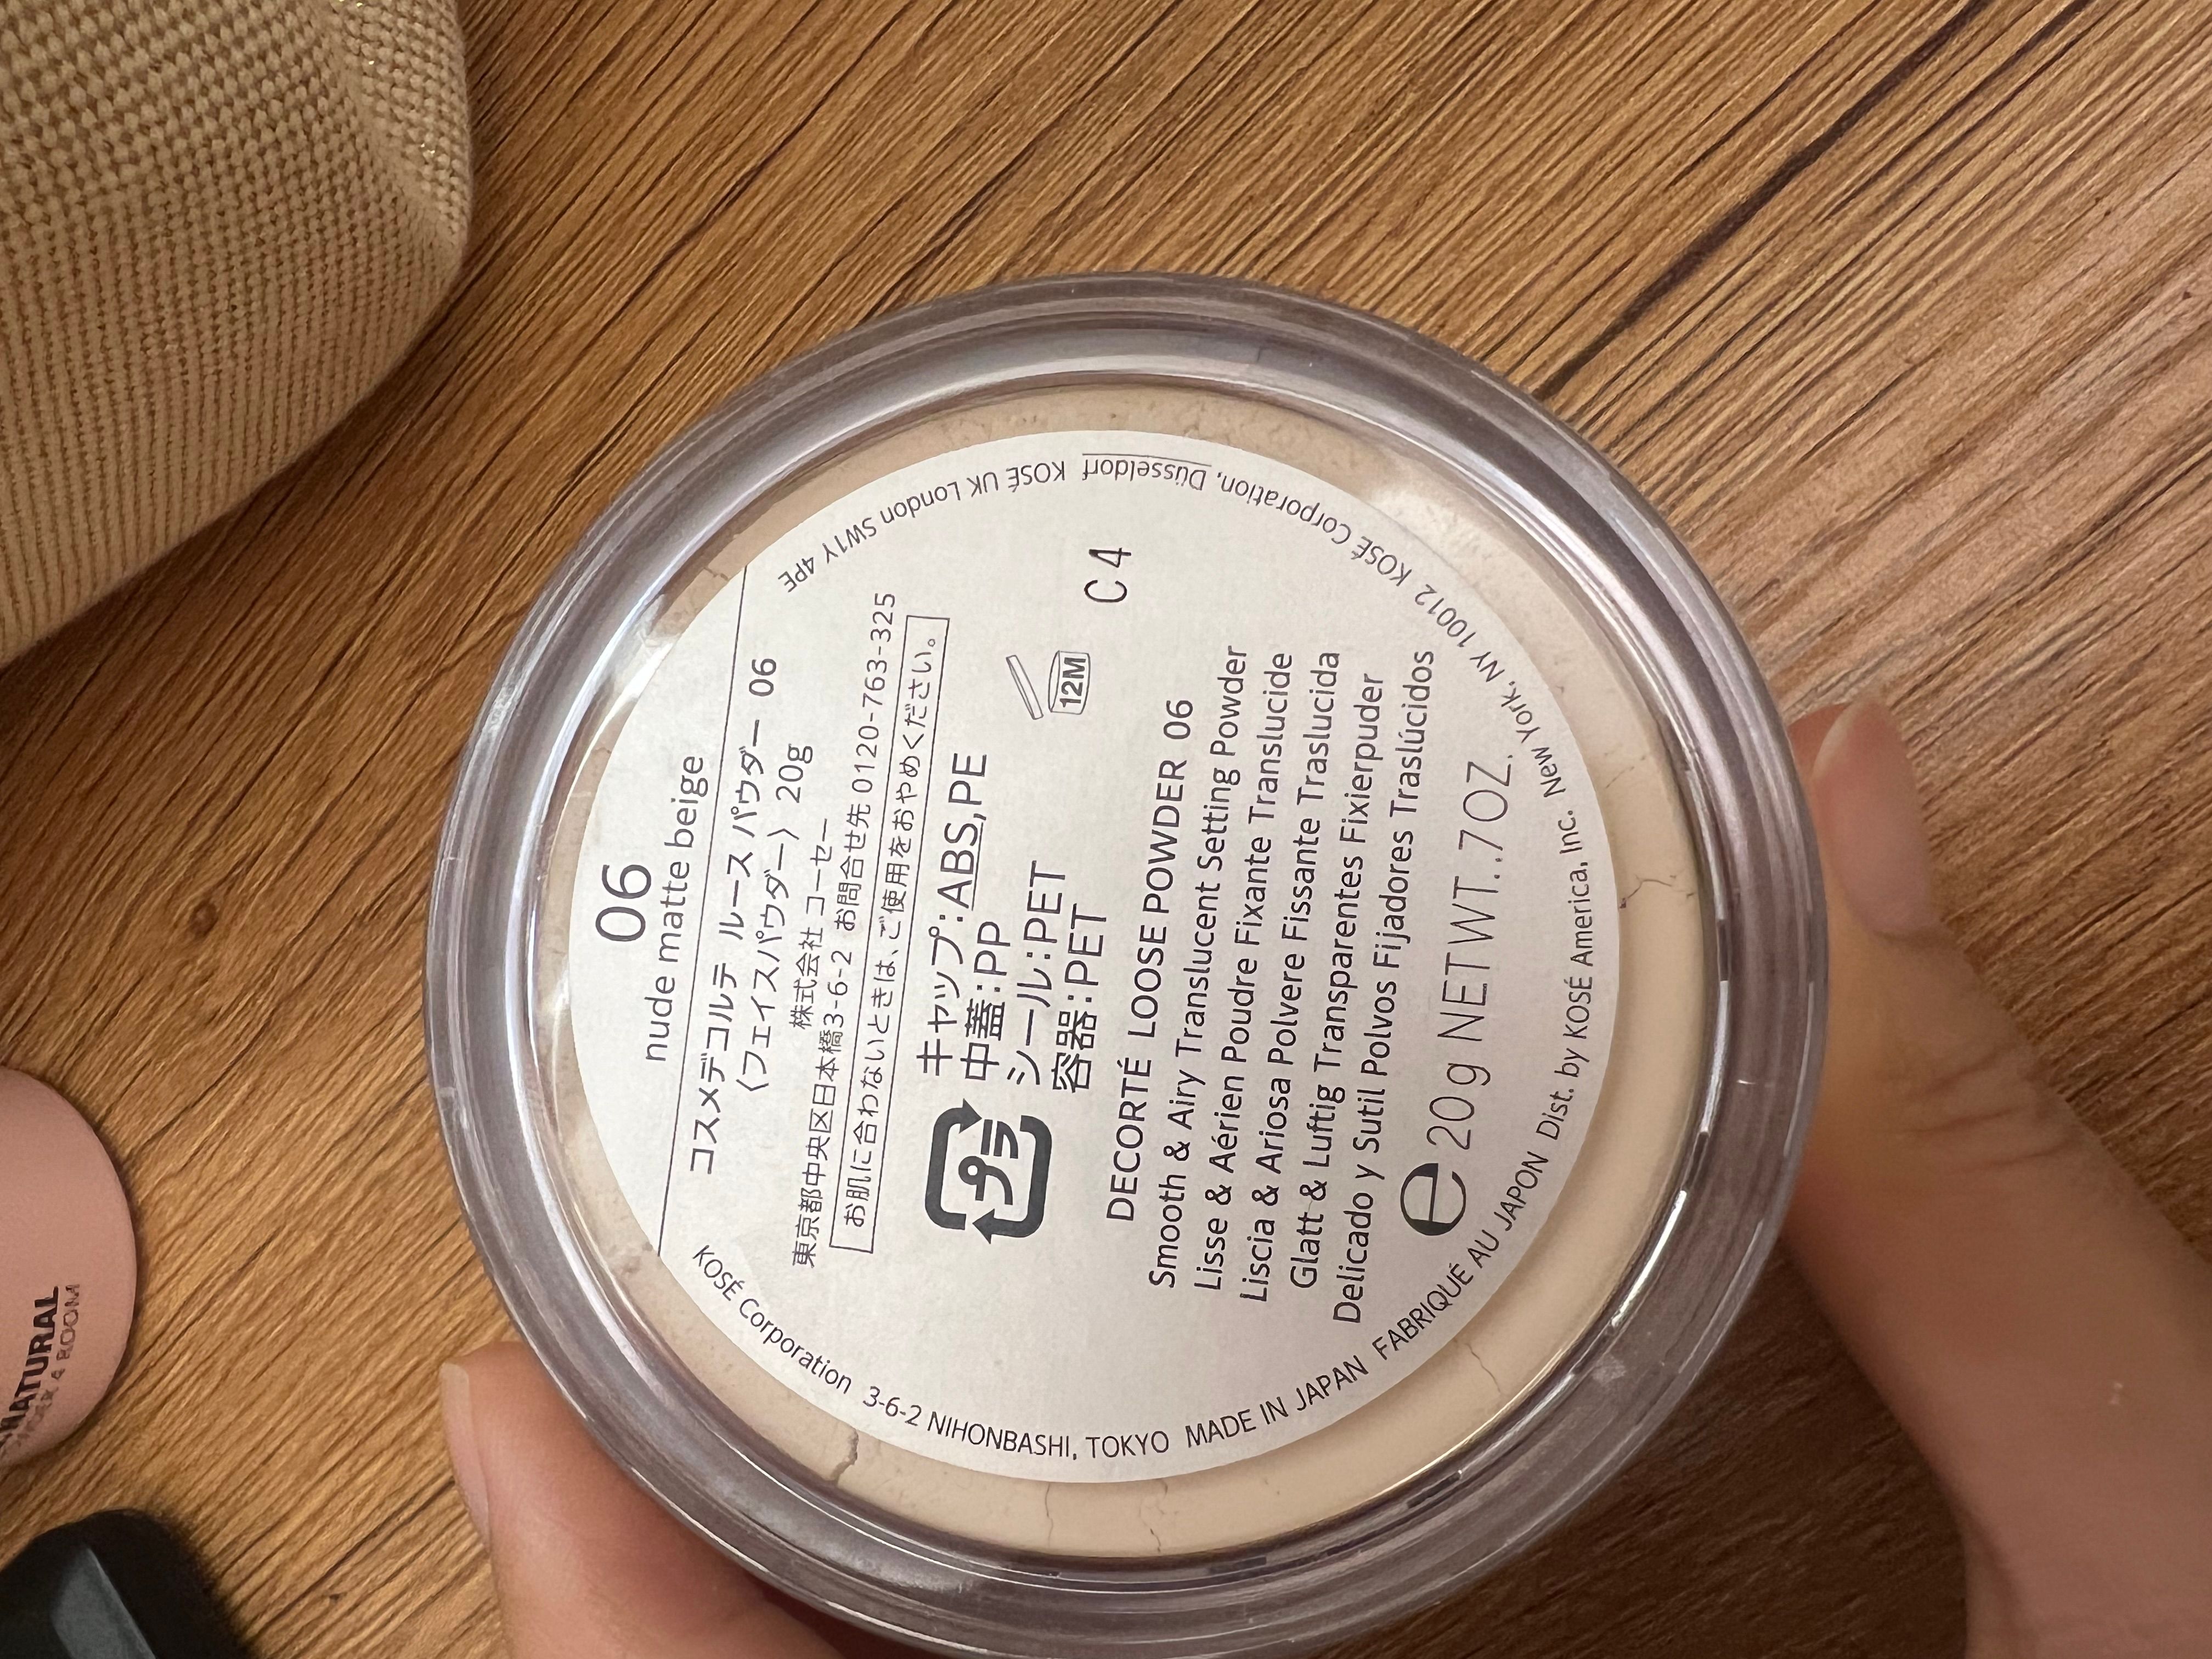 06
nude matte beige
コスメデコルテ ルース パウダー 06
〈フェイスパウダー〉 20g
株式会社 コーセー
東京都中央区日本橋3-6-2 お問合せ先 0120-763-325
お肌に合わないときは、ご使用をおやめください。
プラ
キャップ:ABS,PE
中蓋:PP
シール:PET
容器:PET
12M
C4
DECORTÉ LOOSE POWDER 06
Smooth & Airy Translucent Setting Powder
Lisse & Aérien Poudre Fixante Translucide
Liscia & Ariosa Polvere Fissante Traslucida
Glatt & Luftig Transparentes Fixierpuder
Delicado y Sutil Polvos Fijadores Traslúcidos
e 20g NET WT. .7 OZ.
KOSÉ Corporation 3-6-2 NIHONBASHI, TOKYO MADE IN JAPAN FABRIQUÉ AU JAPON Dist. by KOSÉ America, Inc. New York, NY 10012 KOSÉ Corporation, Düsseldorf KOSÉ UK London SW1Y 4PE
NATURAL
ROOM